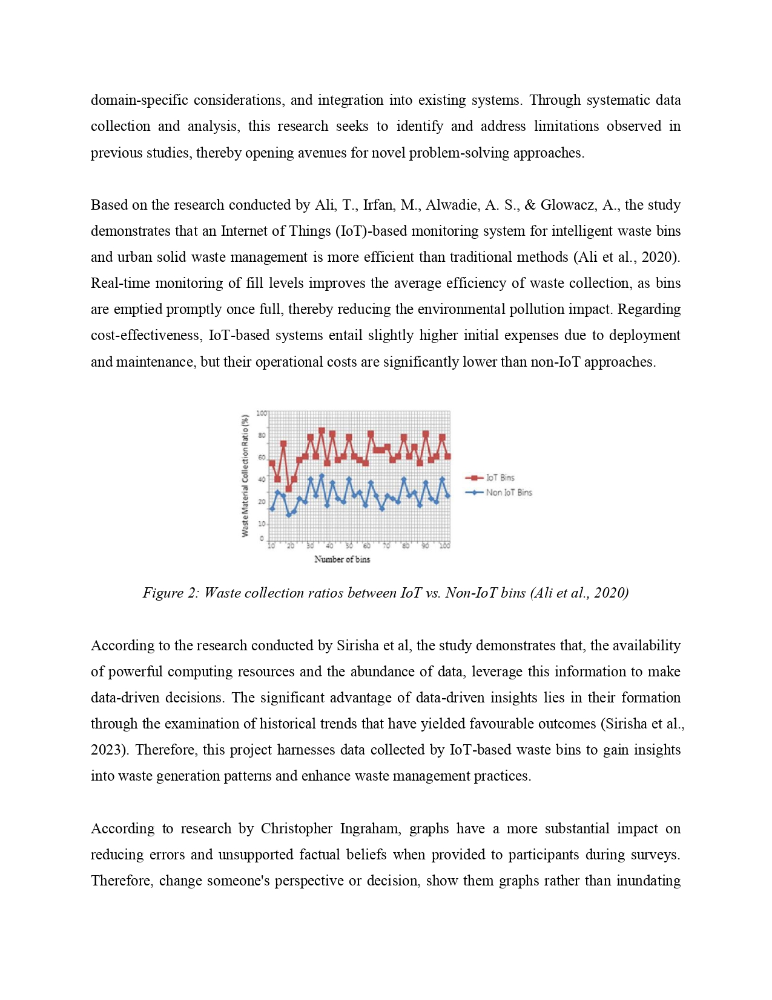 domain-specific considerations, and integration into existing systems. Through systematic data
collection and analysis, this research seeks to identify and address limitations observed in
previous studies, thereby opening avenues for novel problem-solving approaches.
Based on the research conducted by Ali, T., Irfan, M., Alwadie, A. S., & Glowacz, A., the study
demonstrates that an Internet of Things (IoT)-based monitoring system for intelligent waste bins
and urban solid waste management is more efficient than traditional methods (Ali et al., 2020).
Real-time monitoring of fill levels improves the average efficiency of waste collection, as bins
are emptied promptly once full, thereby reducing the environmental pollution impact. Regarding
cost-effectiveness, IoT-based systems entail slightly higher initial expenses due to deployment
and maintenance, but their operational costs are significantly lower than non-IoT approaches.
Waste Material Collection Ratio (%)
100
80
60
40
20
10
0
10 20 30 40 50 60 70 80 90 100
Number of bins
IoT Bins
Non IoT Bins
Figure 2: Waste collection ratios between IoT vs. Non-IoT bins (Ali et al., 2020)
According to the research conducted by Sirisha et al, the study demonstrates that, the availability
of powerful computing resources and the abundance of data, leverage this information to make
data-driven decisions. The significant advantage of data-driven insights lies in their formation
through the examination of historical trends that have yielded favourable outcomes (Sirisha et al.,
2023). Therefore, this project harnesses data collected by IoT-based waste bins to gain insights
into waste generation patterns and enhance waste management practices.
According to research by Christopher Ingraham, graphs have a more substantial impact on
reducing errors and unsupported factual beliefs when provided to participants during surveys.
Therefore, change someone's perspective or decision, show them graphs rather than inundating